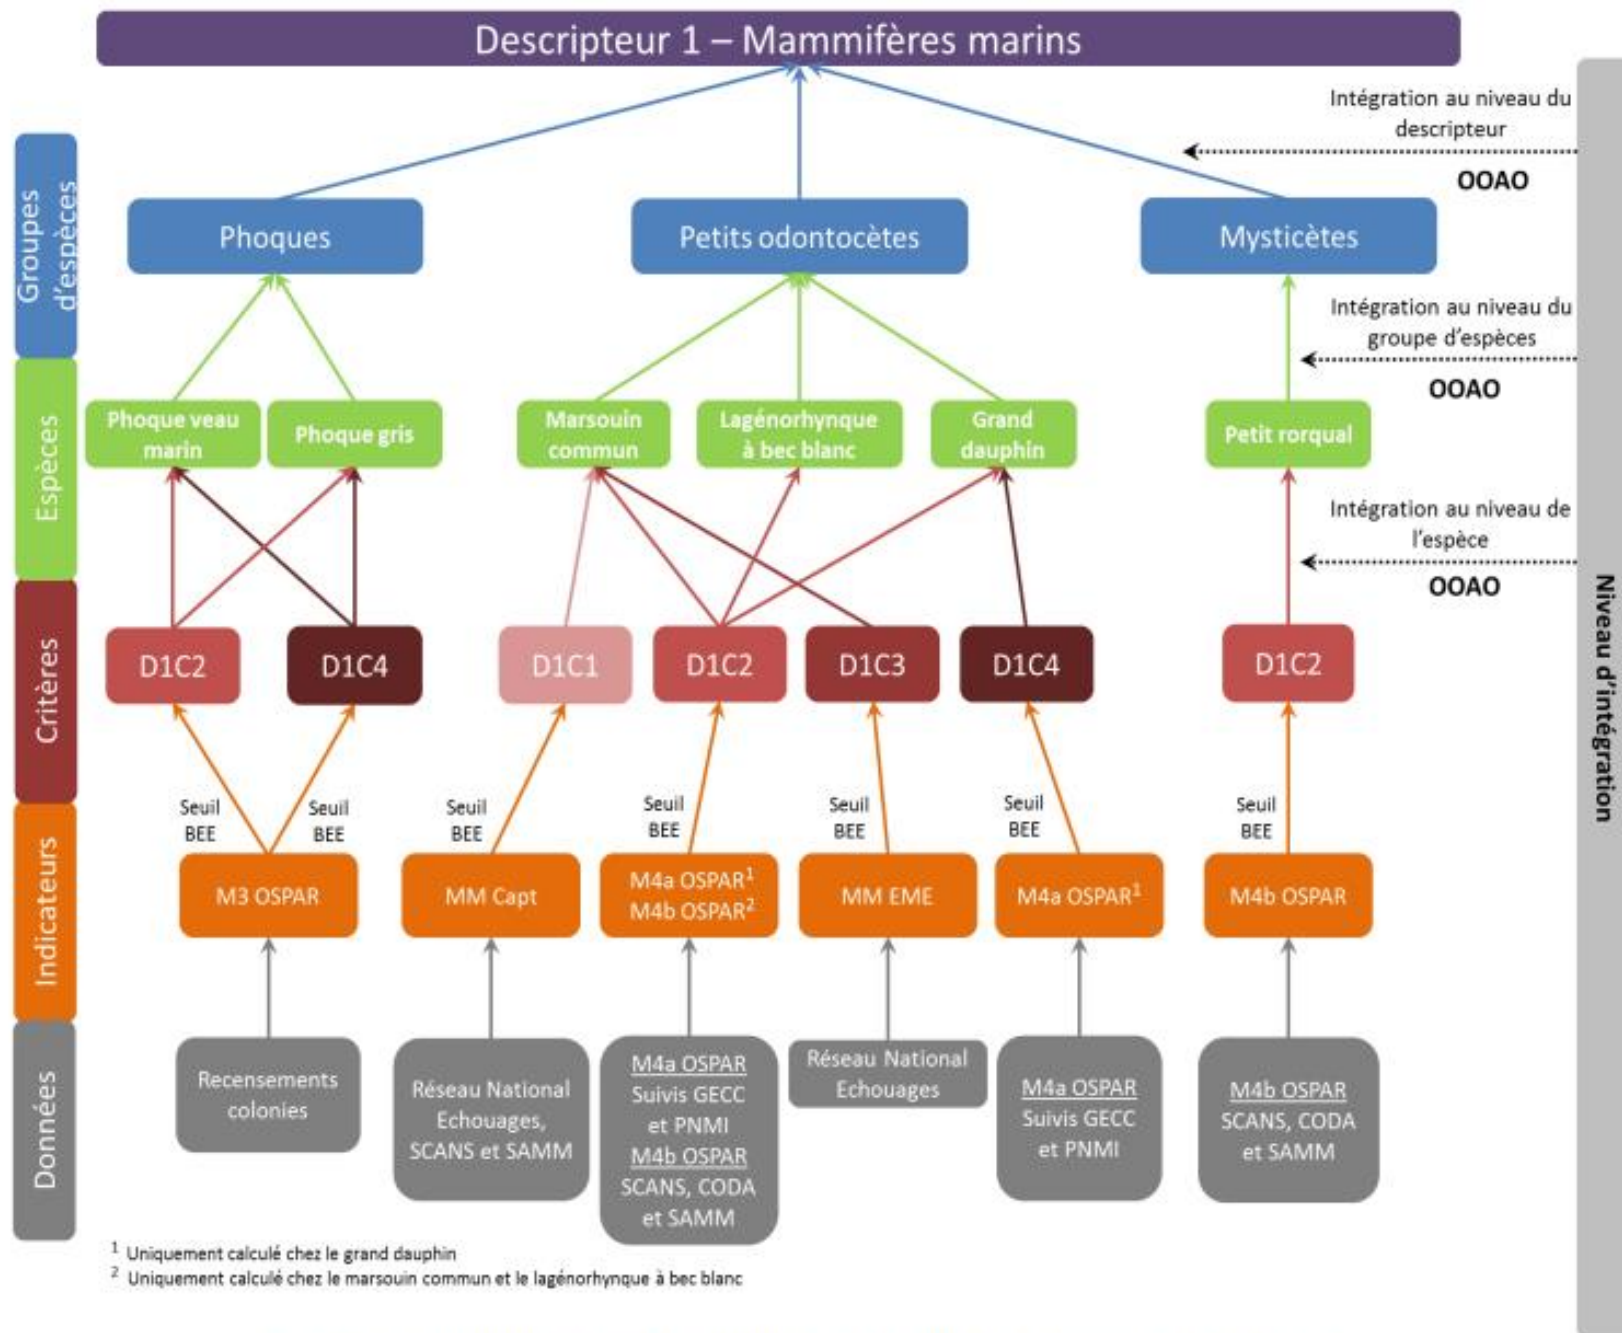 Descripteur 1 – Mammifères marins
Intégration au niveau du
descripteur
OOAO
Groupes
d'espèces
Phoques
Petits odontocètes
Mysticètes
Intégration au niveau du
groupe d'espèces
OOAO
Espèces
Phoque veau
marin
Phoque gris
Marsouin
commun
Lagénorhynque
à bec blanc
Grand
dauphin
Petit rorqual
Intégration au niveau de
l'espèce
OOAO
Niveau d'intégration
Critères
D1C2
D1C4
D1C1
D1C2
D1C3
D1C4
D1C2
Seuil
BEE
Seuil
BEE
Seuil
BEE
Seuil
BEE
Seuil
BEE
Seuil
BEE
Seuil
BEE
Indicateurs
M3 OSPAR
MM Capt
M4a OSPAR¹
M4b OSPAR²
MM EME
M4a OSPAR¹
M4b OSPAR
Données
Recensements
colonies
Réseau National
Echouages,
SCANS et SAMM
M4a OSPAR
Suivis GECC
et PNMI
M4b OSPAR
SCANS, CODA
et SAMM
Réseau National
Echouages
M4a OSPAR
Suivis GECC
et PNMI
M4b OSPAR
SCANS, CODA
et SAMM
¹ Uniquement calculé chez le grand dauphin
² Uniquement calculé chez le marsouin commun et le lagénorhynque à bec blanc